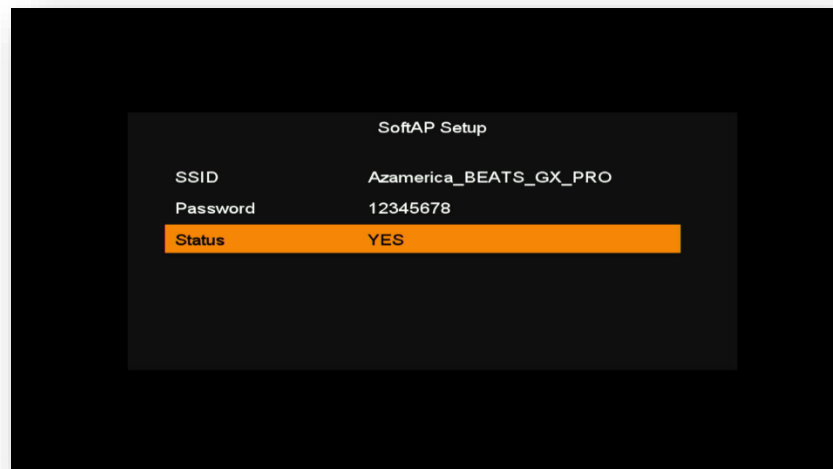 SoftAP Setup
SSID Azamerica_BEATS_GX_PRO
Password 12345678
Status YES